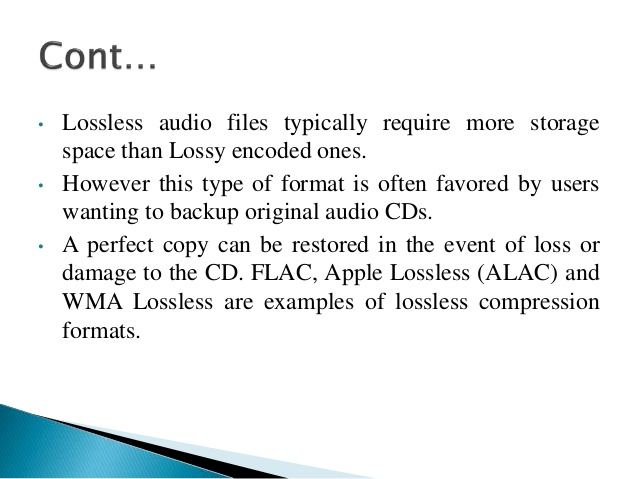 Cont...
• Lossless audio files typically require more storage
space than Lossy encoded ones.
• However this type of format is often favored by users
wanting to backup original audio CDs.
• A perfect copy can be restored in the event of loss or
damage to the CD. FLAC, Apple Lossless (ALAC) and
WMA Lossless are examples of lossless compression
formats.